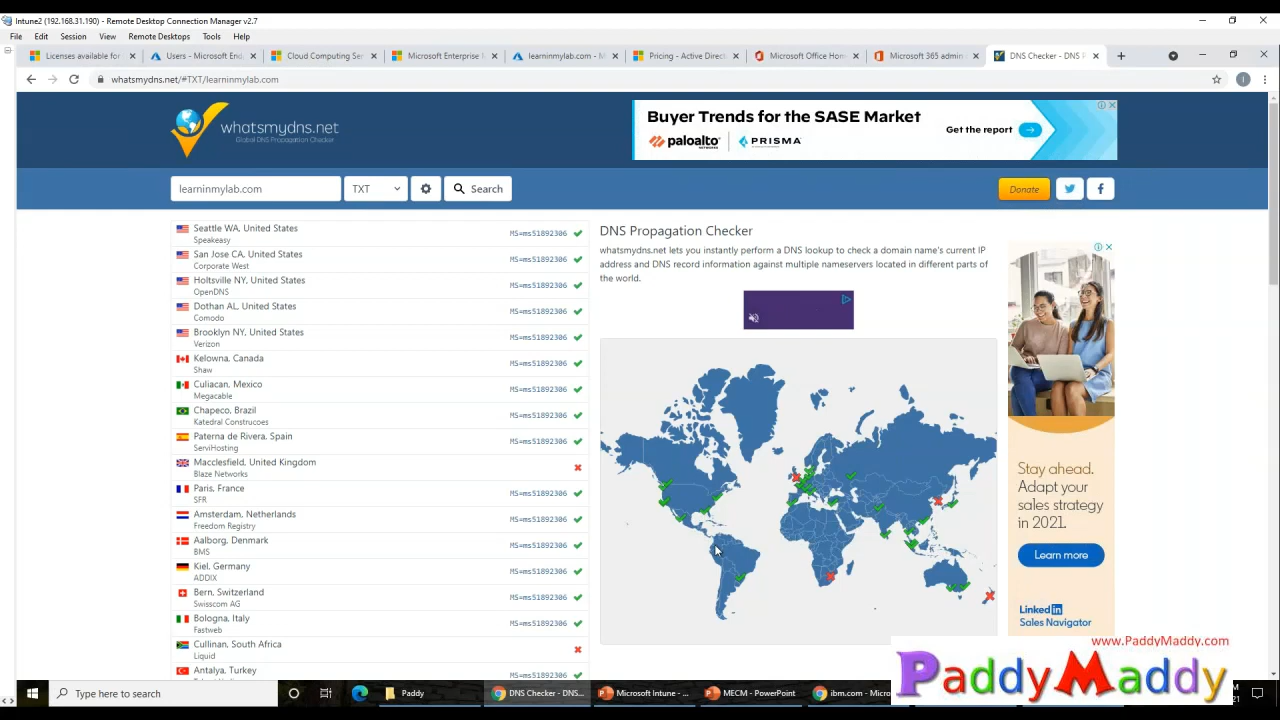 Intune2 (192.168.31.190) - Remote Desktop Connection Manager v2.7
File Edit Session View Remote Desktops Tools Help
Licenses available for
Users - Microsoft En
Cloud Computing Ser
Microsoft Enterprise
learninmylab.com - M
Pricing - Active Direct
Microsoft Office Hom
Microsoft 365 admin
DNS Checker - DNS P
whatsmydns.net/#TXT/learninmylab.com
I
whatsmydns.net
Global DNS Propagation Checker
Buyer Trends for the SASE Market
paloalto
NETWORKS
PRISMA
Get the report
learninmylab.com TXT Search
Donate
Seattle WA, United States MS=ms51892306
Speakeasy
San Jose CA, United States MS=ms51892306
Corporate West
Holtsville NY, United States MS=ms51892306
OpenDNS
Dothan AL, United States MS=ms51892306
Comodo
Brooklyn NY, United States MS=ms51892306
Verizon
Kelowna, Canada MS=ms51892306
Shaw
Culiacan, Mexico MS=ms51892306
Megacable
Chapeco, Brazil MS=ms51892306
Katedral Construcoes
Paterna de Rivera, Spain MS=ms51892306
ServiHosting
Macclesfield, United Kingdom
Blaze Networks
Paris, France MS=ms51892306
SFR
Amsterdam, Netherlands MS=ms51892306
Freedom Registry
Aalborg, Denmark MS=ms51892306
BMS
Kiel, Germany MS=ms51892306
ADDIX
Bern, Switzerland MS=ms51892306
Swisscom AG
Bologna, Italy MS=ms51892306
Fastweb
Cullinan, South Africa
Liquid
Antalya, Turkey MS=ms51892306
DNS Propagation Checker
whatsmydns.net lets you instantly perform a DNS lookup to check a domain name's current IP
address and DNS record information against multiple nameservers located in different parts of
the world.
Stay ahead.
Adapt your
sales strategy
in 2021.
Learn more
Linked in
Sales Navigator
www.PaddyMaddy.com
PaddyMaddy
Type here to search
Paddy
DNS Checker - DNS...
Microsoft Intune - ...
MECM - PowerPoint
ibm.com - Micros